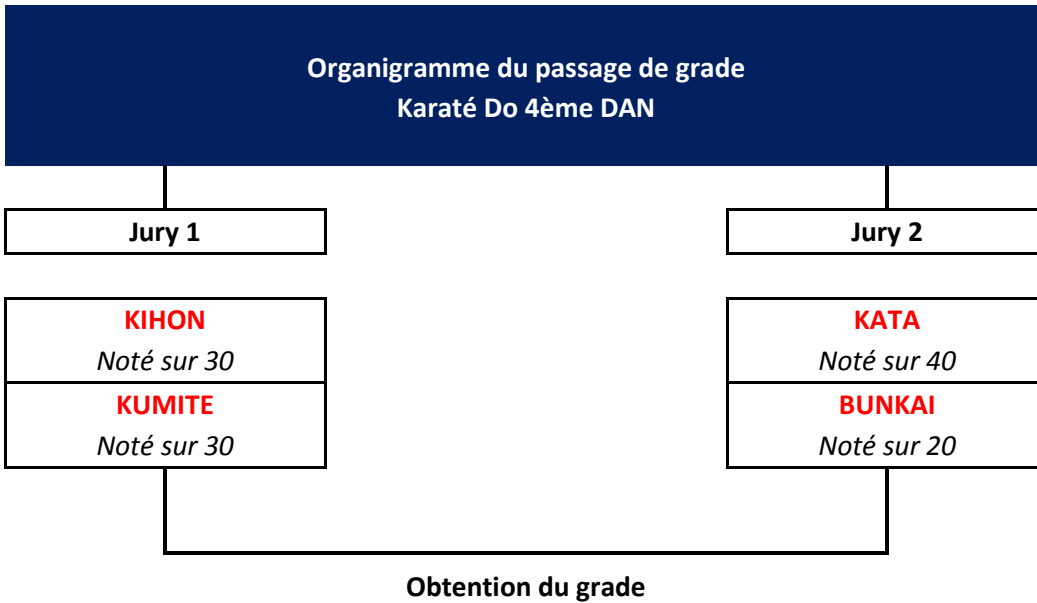 Organigramme du passage de grade
Karaté Do 4ème DAN
Jury 1
Jury 2
KIHON
Noté sur 30
KUMITE
Noté sur 30
KATA
Noté sur 40
BUNKAI
Noté sur 20
Obtention du grade